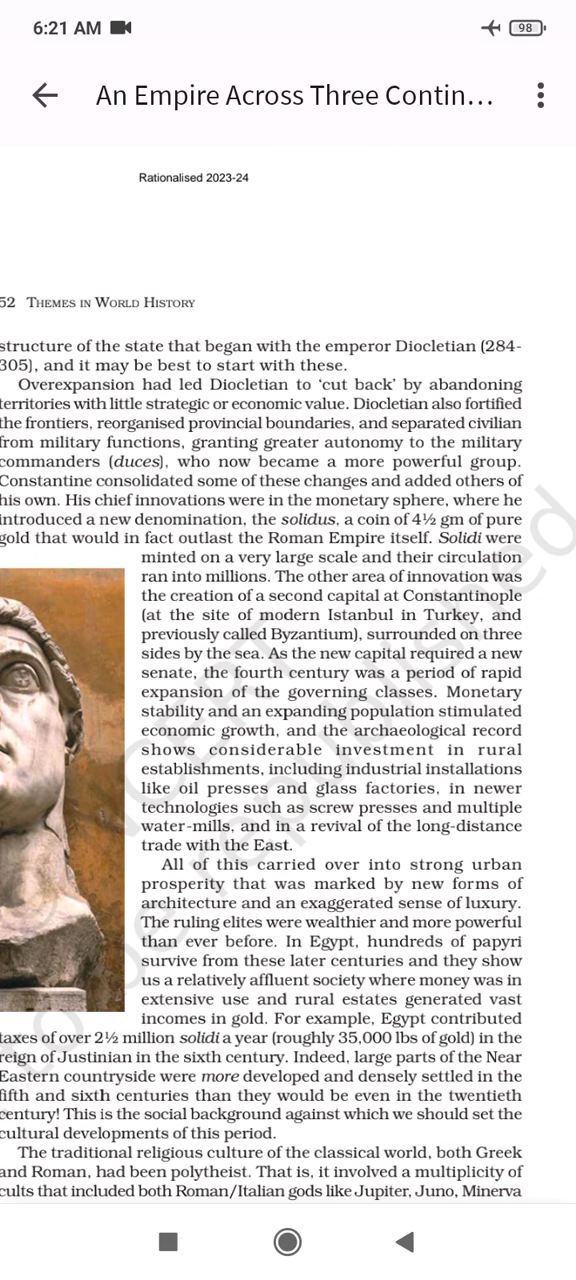 6:21 AM
98
An Empire Across Three Contin...
Rationalised 2023-24
52 THEMES IN WORLD HISTORY
structure of the state that began with the emperor Diocletian (284-
305), and it may be best to start with these.
Overexpansion had led Diocletian to ‘cut back’ by abandoning
territories with little strategic or economic value. Diocletian also fortified
the frontiers, reorganised provincial boundaries, and separated civilian
from military functions, granting greater autonomy to the military
commanders (duces), who now became a more powerful group.
Constantine consolidated some of these changes and added others of
his own. His chief innovations were in the monetary sphere, where he
introduced a new denomination, the solidus, a coin of 4½ gm of pure
gold that would in fact outlast the Roman Empire itself. Solidi were
minted on a very large scale and their circulation
ran into millions. The other area of innovation was
the creation of a second capital at Constantinople
(at the site of modern Istanbul in Turkey, and
previously called Byzantium), surrounded on three
sides by the sea. As the new capital required a new
senate, the fourth century was a period of rapid
expansion of the governing classes. Monetary
stability and an expanding population stimulated
economic growth, and the archaeological record
shows considerable investment in rural
establishments, including industrial installations
like oil presses and glass factories, in newer
technologies such as screw presses and multiple
water-mills, and in a revival of the long-distance
trade with the East.
All of this carried over into strong urban
prosperity that was marked by new forms of
architecture and an exaggerated sense of luxury.
The ruling elites were wealthier and more powerful
than ever before. In Egypt, hundreds of papyri
survive from these later centuries and they show
us a relatively affluent society where money was in
extensive use and rural estates generated vast
incomes in gold. For example, Egypt contributed
taxes of over 2½ million solidi a year (roughly 35,000 lbs of gold) in the
reign of Justinian in the sixth century. Indeed, large parts of the Near
Eastern countryside were more developed and densely settled in the
fifth and sixth centuries than they would be even in the twentieth
century! This is the social background against which we should set the
cultural developments of this period.
The traditional religious culture of the classical world, both Greek
and Roman, had been polytheist. That is, it involved a multiplicity of
cults that included both Roman/Italian gods like Jupiter, Juno, Minerva